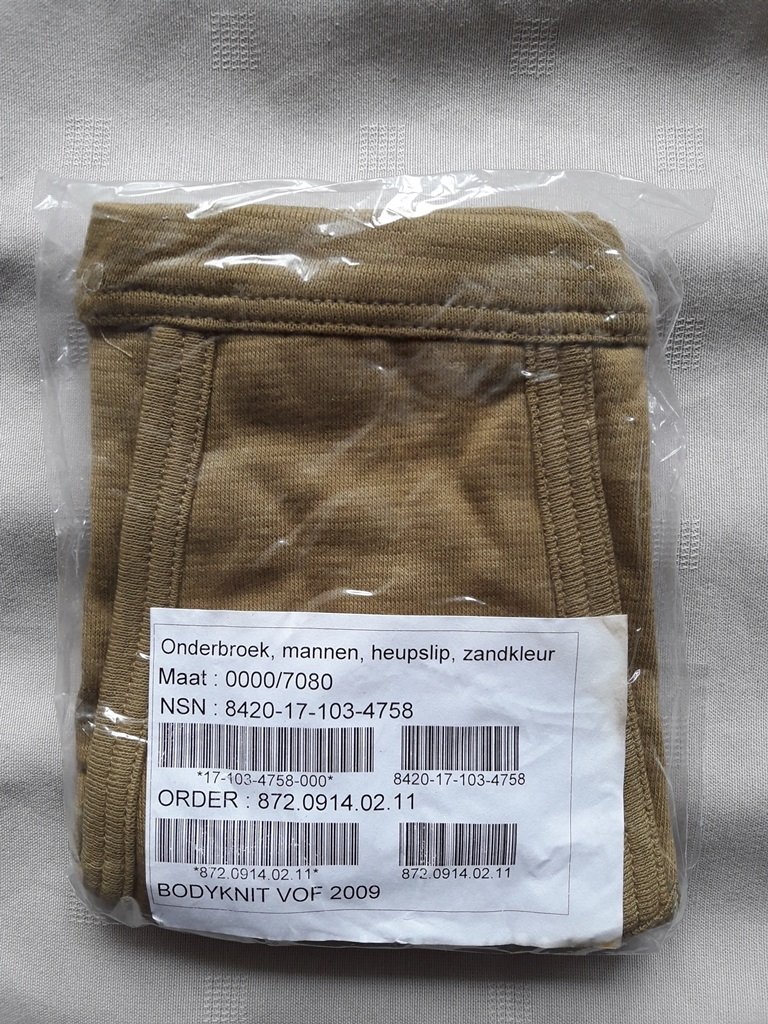 Onderbroek, mannen, heupslip, zandkleur
Maat : 0000/7080
NSN : 8420-17-103-4758
*17-103-4758-000* 8420-17-103-4758
ORDER : 872.0914.02.11
*872.0914.02.11* 872.0914.02.11
BODYKNIT VOF 2009